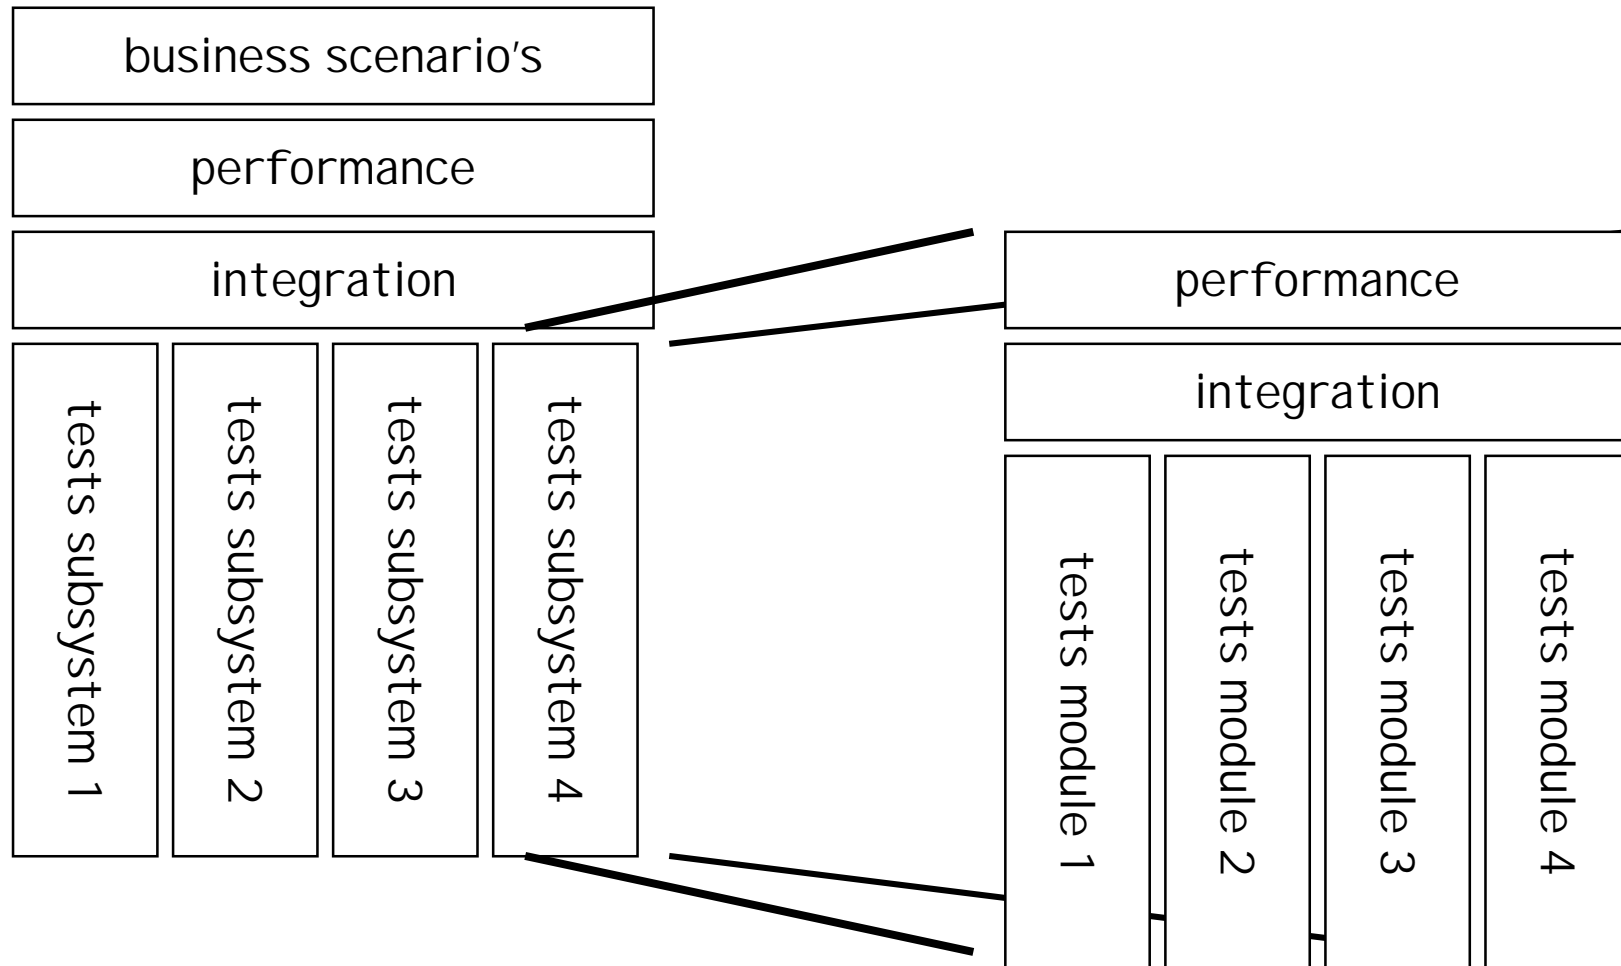 business scenario's
performance
integration
tests subsystem 1
tests subsystem 2
tests subsystem 3
tests subsystem 4
performance
integration
tests module 1
tests module 2
tests module 3
tests module 4